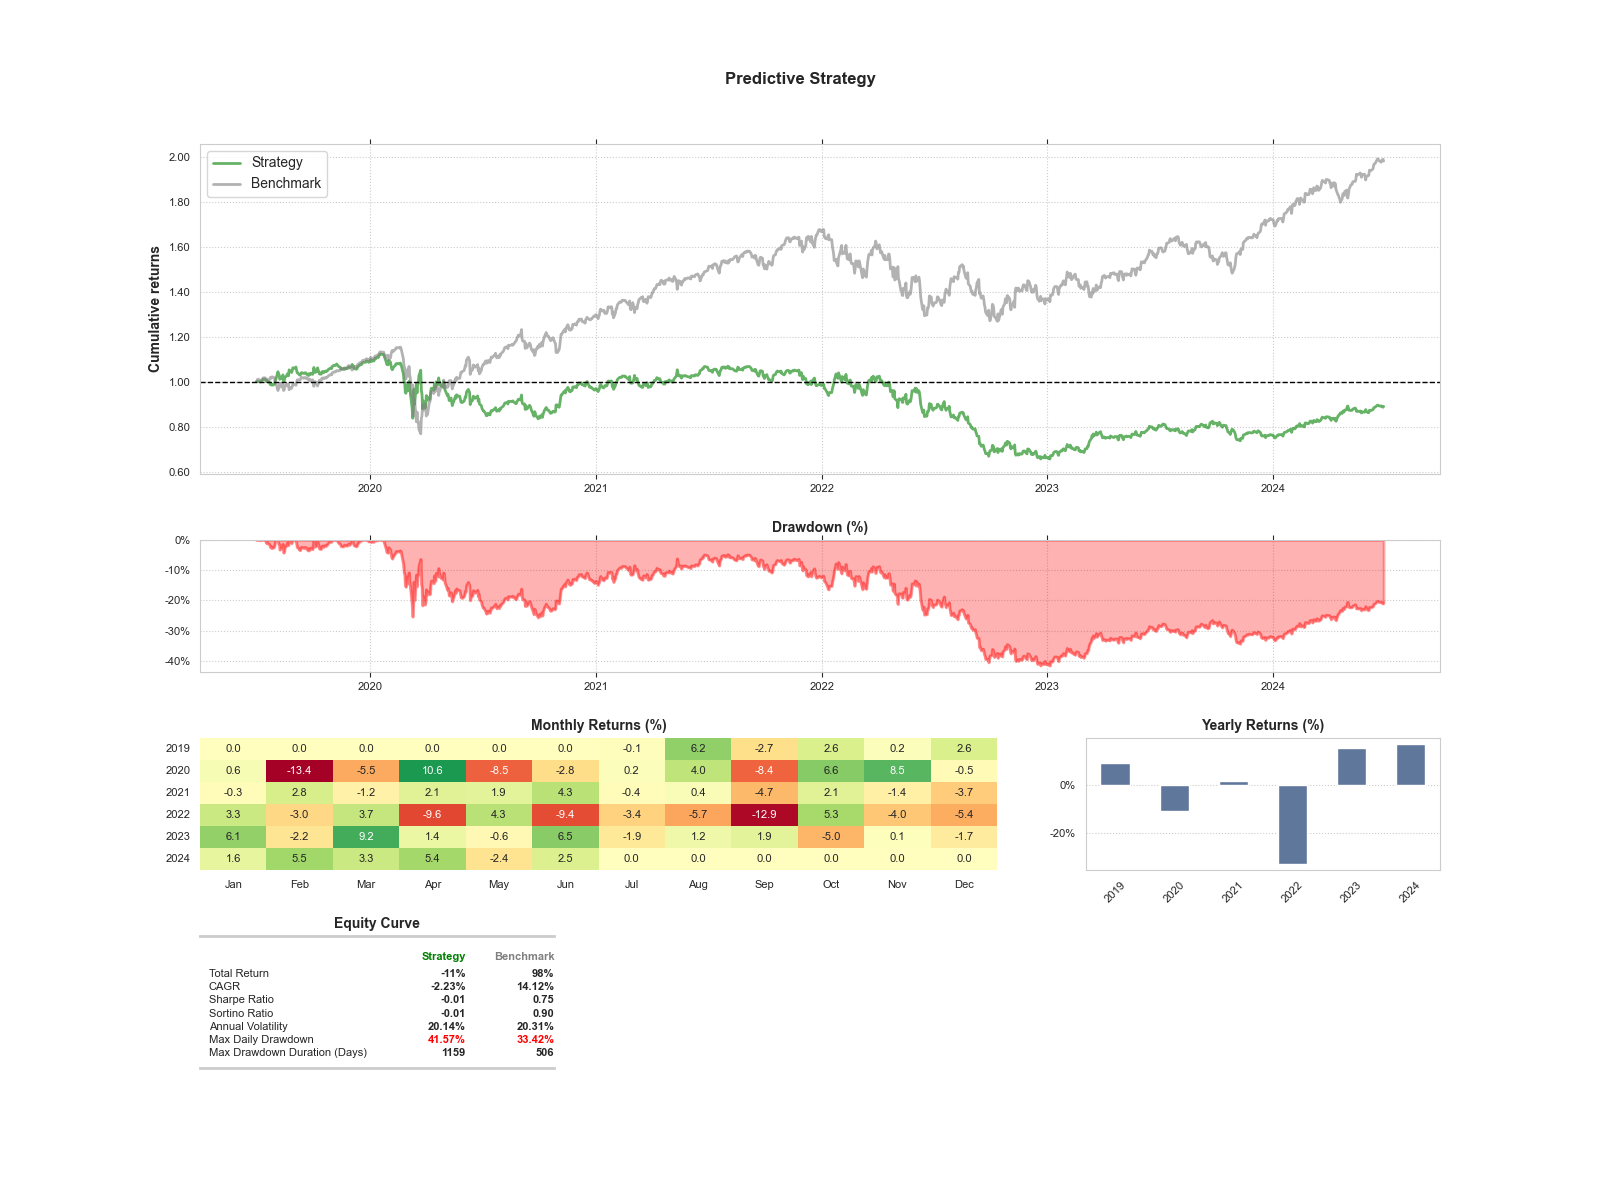 Predictive Strategy
Strategy
Benchmark
Cumulative returns
2.00
1.80
1.60
1.40
1.20
1.00
0.80
0.60
2020 2021 2022 2023 2024
Drawdown (%)
0%
-10%
-20%
-30%
-40%
2020 2021 2022 2023 2024
Monthly Returns (%)
2019 0.0 0.0 0.0 0.0 0.0 0.0 -0.1 6.2 -2.7 2.6 0.2 2.6
2020 0.6 -13.4 -5.5 10.6 -8.5 -2.8 0.2 4.0 -8.4 6.6 8.5 -0.5
2021 -0.3 2.8 -1.2 2.1 1.9 4.3 -0.4 0.4 -4.7 2.1 -1.4 -3.7
2022 3.3 -3.0 3.7 -9.6 4.3 -9.4 -3.4 -5.7 -12.9 5.3 -4.0 -5.4
2023 6.1 -2.2 9.2 1.4 -0.6 6.5 -1.9 1.2 1.9 -5.0 0.1 -1.7
2024 1.6 5.5 3.3 5.4 -2.4 2.5 0.0 0.0 0.0 0.0 0.0 0.0
Jan Feb Mar Apr May Jun Jul Aug Sep Oct Nov Dec
Yearly Returns (%)
0%
-20%
2019 2020 2021 2022 2023 2024
Equity Curve
Strategy Benchmark
Total Return -11% 98%
CAGR -2.23% 14.12%
Sharpe Ratio -0.01 0.75
Sortino Ratio -0.01 0.90
Annual Volatility 20.14% 20.31%
Max Daily Drawdown 41.57% 33.42%
Max Drawdown Duration (Days) 1159 506